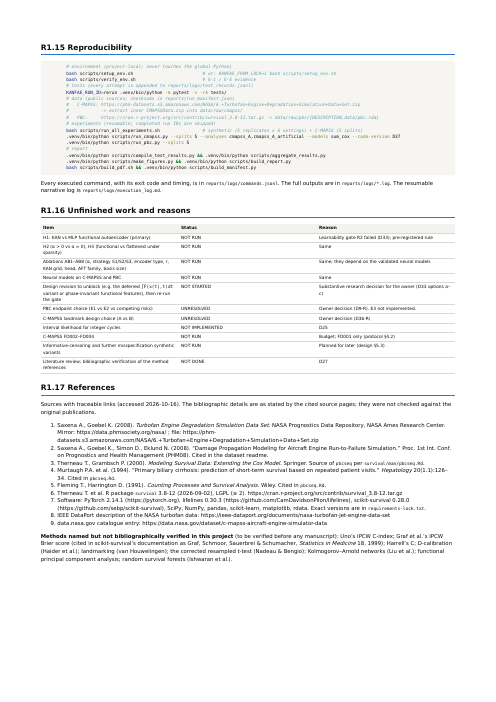 R1.15 Reproducibility
# environment (project-local; never touches the global Python)
bash scripts/setup_env.sh # or: KANFAE_FROM_LOCK=1 bash scripts/setup_env.sh
bash scripts/verify_env.sh # E-1 / E-3 evidence
# tests (every attempt is appended to reports/logs/test_records.jsonl)
.venv/bin/python -m pytest -v -rA tests/
# data (public sources, checksums in
# C-MAPSS: https://phm-datasets.s3.amazonaws.com/NASA/6.+Turbofan+Engine+Degradation+Simulation+Data+Set.zip
# -> extract inner CMAPSSData.zip into data/raw/cmapss/
# PBC: https://cran.r-project.org/src/contrib/survival_3.8-12.tar.gz -> data/raw/pbc/{DESCRIPTION,data/pbc.rda}
# experiments (resumable; completed run IDs are skipped)
bash scripts/run_all_experiments.sh # synthetic (5 replicates x 6 settings) + C-MAPSS (5 splits)
.venv/bin/python scripts/run_cmapss.py --splits 5 --analyses cmapss_A,cmapss_A_artificial --models sum_cox --code-version D37
.venv/bin/python scripts/run_pbc.py --splits 5
# report
.venv/bin/python scripts/compile_test_results.py && .venv/bin/python scripts/aggregate_results.py
.venv/bin/python scripts/make_figures.py && .venv/bin/python scripts/build_report.py
bash scripts/build_pdf.sh && .venv/bin/python scripts/build_manifest.py
Every executed command, with its exit code and timing, is in reports/logs/commands.jsonl. The full outputs are in reports/logs/*.log. The resumable
narrative log is reports/execution_log.md.
R1.16 Unfinished work and reasons
Item Status Reason
H1: KAN vs MLP functional autoencoder (primary) NOT RUN Learnability gate R2 failed (D33); pre-registered rule
H2 (α > 0 vs α = 0), H3 (functional vs flattened under
sparsity) NOT RUN Same
Ablations AB1–AB8 (α, strategy S1/S2/S3, encoder type, r,
KAN grid, head, AFT family, basis size) NOT RUN Same; they depend on the validated neural models
Neural models on C-MAPSS and PBC NOT RUN Same
Design revision to unblock (e.g. the deferred ∫F(x(t),t)dt
variant or phase-invariant functional features), then re-run
the gate NOT STARTED Substantive research decision for the owner (D33 options a–
c)
PBC endpoint choice (E1 vs E2 vs competing risks) UNRESOLVED Owner decision (D9-R). E3 not implemented.
C-MAPSS landmark design choice (A vs B) UNRESOLVED Owner decision (D36-R)
Interval likelihood for integer cycles NOT IMPLEMENTED D25
C-MAPSS FD002–FD004 NOT RUN Budget; FD001 only (protocol §4.2)
Informative-censoring and further misspecification synthetic
variants NOT RUN Planned for later (design §5.3)
Literature review; bibliographic verification of the method
references NOT DONE D27
R1.17 References
Sources with traceable links (accessed 2026-10-16). The bibliographic details are as stated by the cited source pages; they were not checked against the
original publications.
1. Saxena A., Goebel K. (2008). Turbofan Engine Degradation Simulation Data Set. NASA Prognostics Data Repository, NASA Ames Research Center.
Mirror: https://data.phmsociety.org/nasa/ ; file: https://phm-
datasets.s3.amazonaws.com/NASA/6.+Turbofan+Engine+Degradation+Simulation+Data+Set.zip
2. Saxena A., Goebel K., Simon D., Eklund N. (2008). "Damage Propagation Modeling for Aircraft Engine Run-to-Failure Simulation." Proc. 1st Int. Conf.
on Prognostics and Health Management (PHM08). Cited in the dataset readme.
3. Therneau T., Grambsch P. (2000). Modeling Survival Data: Extending the Cox Model. Springer. Source of pbcseq per survival/man/pbcseq.Rd.
4. Murtaugh P.A. et al. (1994). "Primary biliary cirrhosis: prediction of short-term survival based on repeated patient visits." Hepatology 20(1.1):126–
34. Cited in pbcseq.Rd.
5. Fleming T., Harrington D. (1991). Counting Processes and Survival Analysis. Wiley. Cited in pbc.Rd.
6. Therneau T. et al. R package survival 3.8-12 (2026-09-02), LGPL (≥ 2). https://cran.r-project.org/src/contrib/survival_3.8-12.tar.gz
7. Software: PyTorch 2.14.1 (https://pytorch.org), lifelines 0.30.3 (https://github.com/CamDavidsonPilon/lifelines), scikit-survival 0.28.0
(https://github.com/sebp/scikit-survival), SciPy, NumPy, pandas, scikit-learn, matplotlib, rdata. Exact versions are in requirements-lock.txt.
8. IEEE DataPort description of the NASA turbofan data: https://ieee-dataport.org/documents/nasa-turbofan-jet-engine-data-set
9. data.nasa.gov catalogue entry: https://data.nasa.gov/dataset/c-mapss-aircraft-engine-simulator-data
Methods named but not bibliographically verified in this project (to be verified before any manuscript): Uno's IPCW C-index; Graf et al.'s IPCW
Brier score (cited in scikit-survival's documentation as Graf, Schmoor, Sauerbrei & Schumacher, Statistics in Medicine 18, 1999); Harrell's C; D-calibration
(Haider et al.); landmarking (van Houwelingen); the corrected resampled t-test (Nadeau & Bengio); Kolmogorov–Arnold networks (Liu et al.); functional
principal component analysis; random survival forests (Ishwaran et al.).